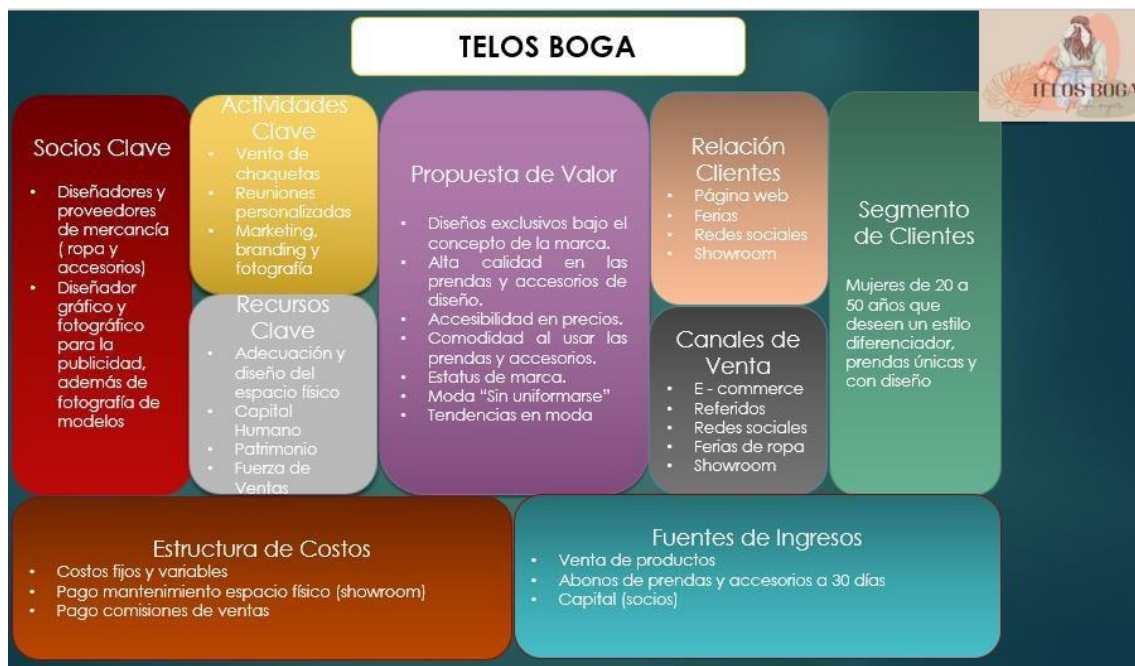 TELOS BOGA
TELOS BOGA
Socios Clave
• Diseñadores y
proveedores
de mercancía
( ropa y
accesorios)
• Diseñador
gráfico y
fotográfico
para la
publicidad,
además de
fotografía de
modelos
Actividades
Clave
• Venta de
chaquetas
• Reuniones
personalizadas
• Marketing,
branding y
fotografía
Recursos
Clave
• Adecuación y
diseño del
espacio físico
• Capital
Humano
• Patrimonio
• Fuerza de
Ventas
Propuesta de Valor
• Diseños exclusivos bajo el
concepto de la marca.
• Alta calidad en las
prendas y accesorios de
diseño.
• Accesibilidad en precios.
• Comodidad al usar las
prendas y accesorios.
• Estatus de marca.
• Moda “Sin uniformarse”
• Tendencias en moda
Relación
Clientes
• Página web
• Ferias
• Redes sociales
• Showroom
Canales de
Venta
• E - commerce
• Referidos
• Redes sociales
• Ferias de ropa
• Showroom
Segmento
de Clientes
Mujeres de 20 a
50 años que
deseen un estilo
diferenciador,
prendas únicas y
con diseño
Estructura de Costos
• Costos fijos y variables
• Pago mantenimiento espacio físico (showroom)
• Pago comisiones de ventas
Fuentes de Ingresos
• Venta de productos
• Abonos de prendas y accesorios a 30 días
• Capital (socios)